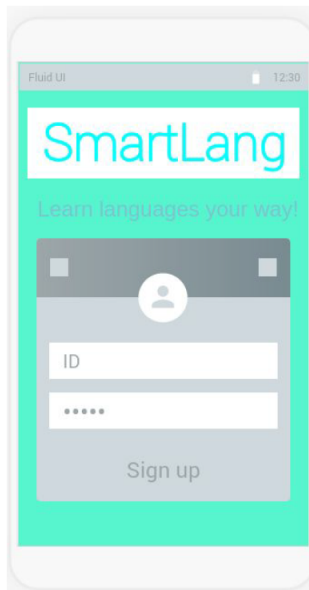 Fluid UI 12:30
SmartLang
Learn languages your way!
ID
•••••
Sign up